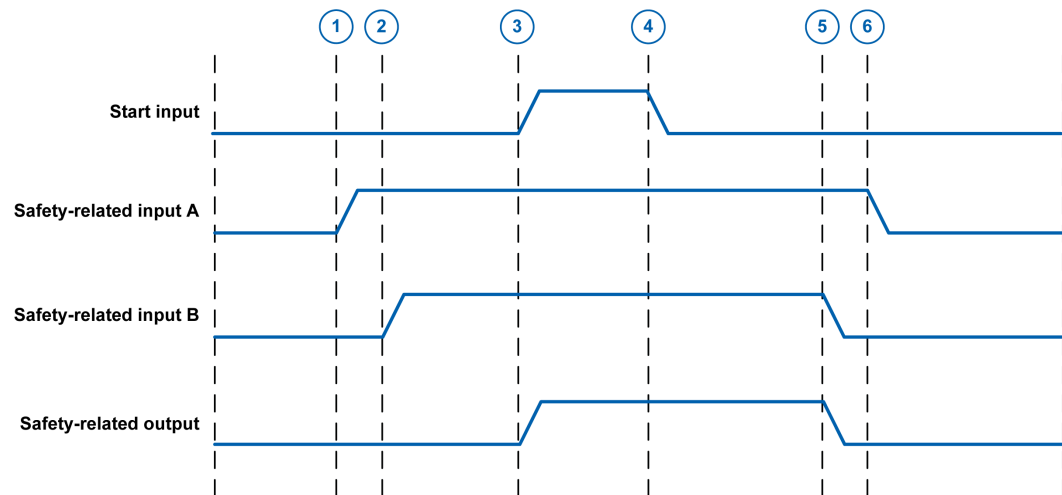 1 2 3 4 5 6
Start input
Safety-related input A
Safety-related input B
Safety-related output